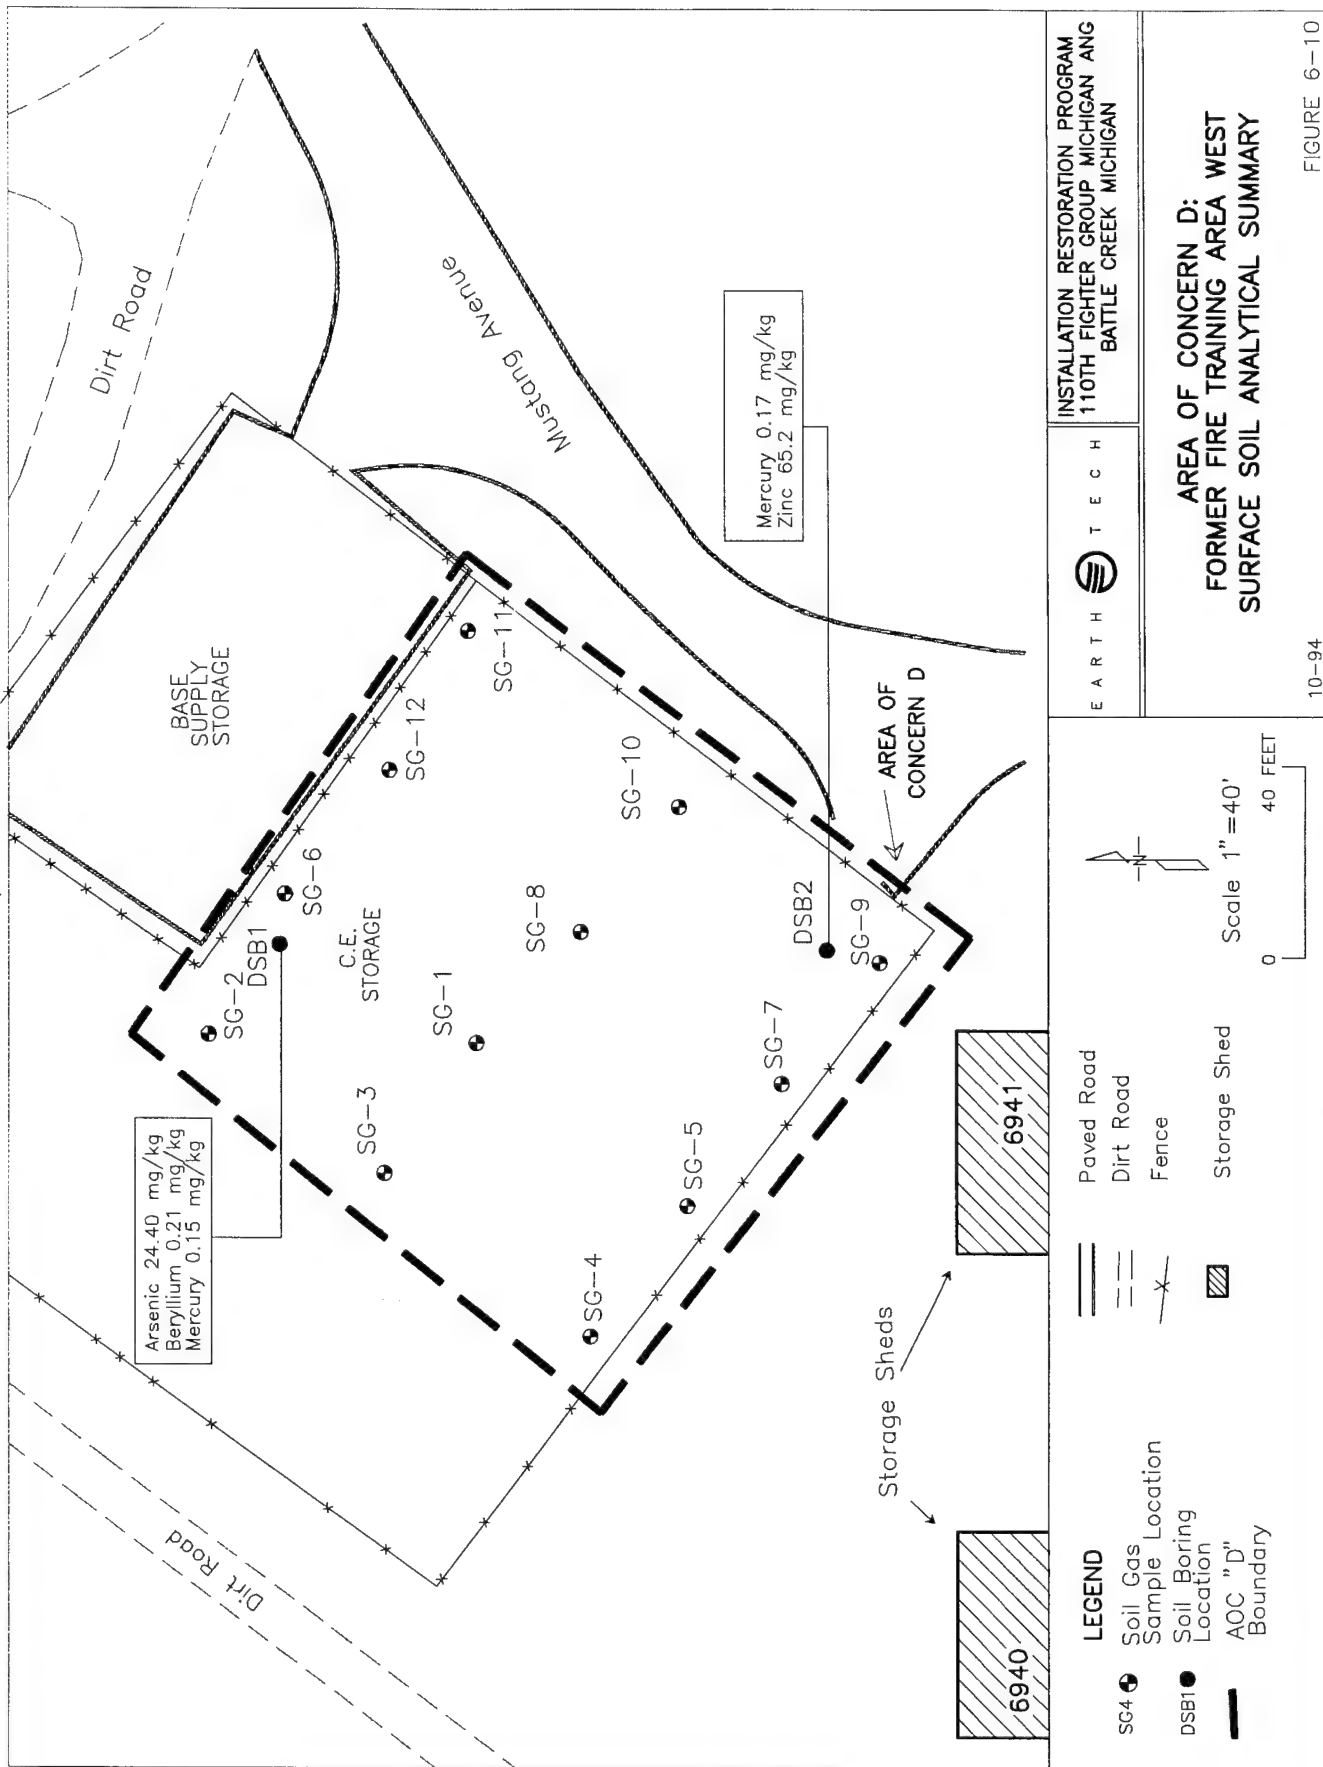 Dirt Road
BASE
SUPPLY
STORAGE
Mustang Avenue
Mercury 0.17 mg/kg
Zinc 65.2 mg/kg
Arsenic 24.40 mg/kg
Beryllium 0.21 mg/kg
Mercury 0.15 mg/kg
SG-2
DSB1
SG-6
SG-12
SG-11
C.E.
STORAGE
SG-3
SG-1
SG-8
SG-10
SG-4
SG-5
SG-7
DSB2
SG-9
AREA OF
CONCERN D
Dirt Road
Storage Sheds
6940
6941
LEGEND
SG4
Soil Gas
Sample Location
DSB1
Soil Boring
Location
AOC "D"
Boundary
Paved Road
Dirt Road
Fence
Storage Shed
N
Scale 1"=40'
0 40 FEET
EARTH TECH
INSTALLATION RESTORATION PROGRAM
110TH FIGHTER GROUP MICHIGAN ANG
BATTLE CREEK MICHIGAN
AREA OF CONCERN D:
FORMER FIRE TRAINING AREA WEST
SURFACE SOIL ANALYTICAL SUMMARY
10-94
FIGURE 6-10